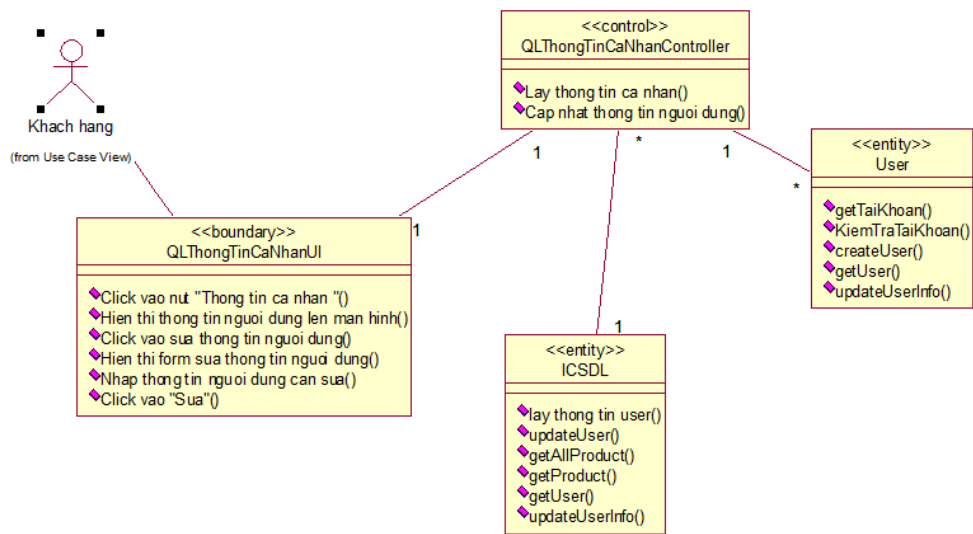 Khach hang
(from Use Case View)
<<control>>
QLThongTinCaNhanController
Lay thong tin ca nhan()
Cap nhat thong tin nguoi dung()
1
*
1
1
*
1
<<boundary>>
QLThongTinCaNhanUI
Click vao nut "Thong tin ca nhan "()
Hien thi thong tin nguoi dung len man hinh()
Click vao sua thong tin nguoi dung()
Hien thi form sua thong tin nguoi dung()
Nhap thong tin nguoi dung can sua()
Click vao "Sua"()
<<entity>>
User
getTaiKhoan()
KiemTraTaiKhoan()
createUser()
getUser()
updateUserInfo()
<<entity>>
ICSDL
lay thong tin user()
updateUser()
getAllProduct()
getProduct()
getUser()
updateUserInfo()